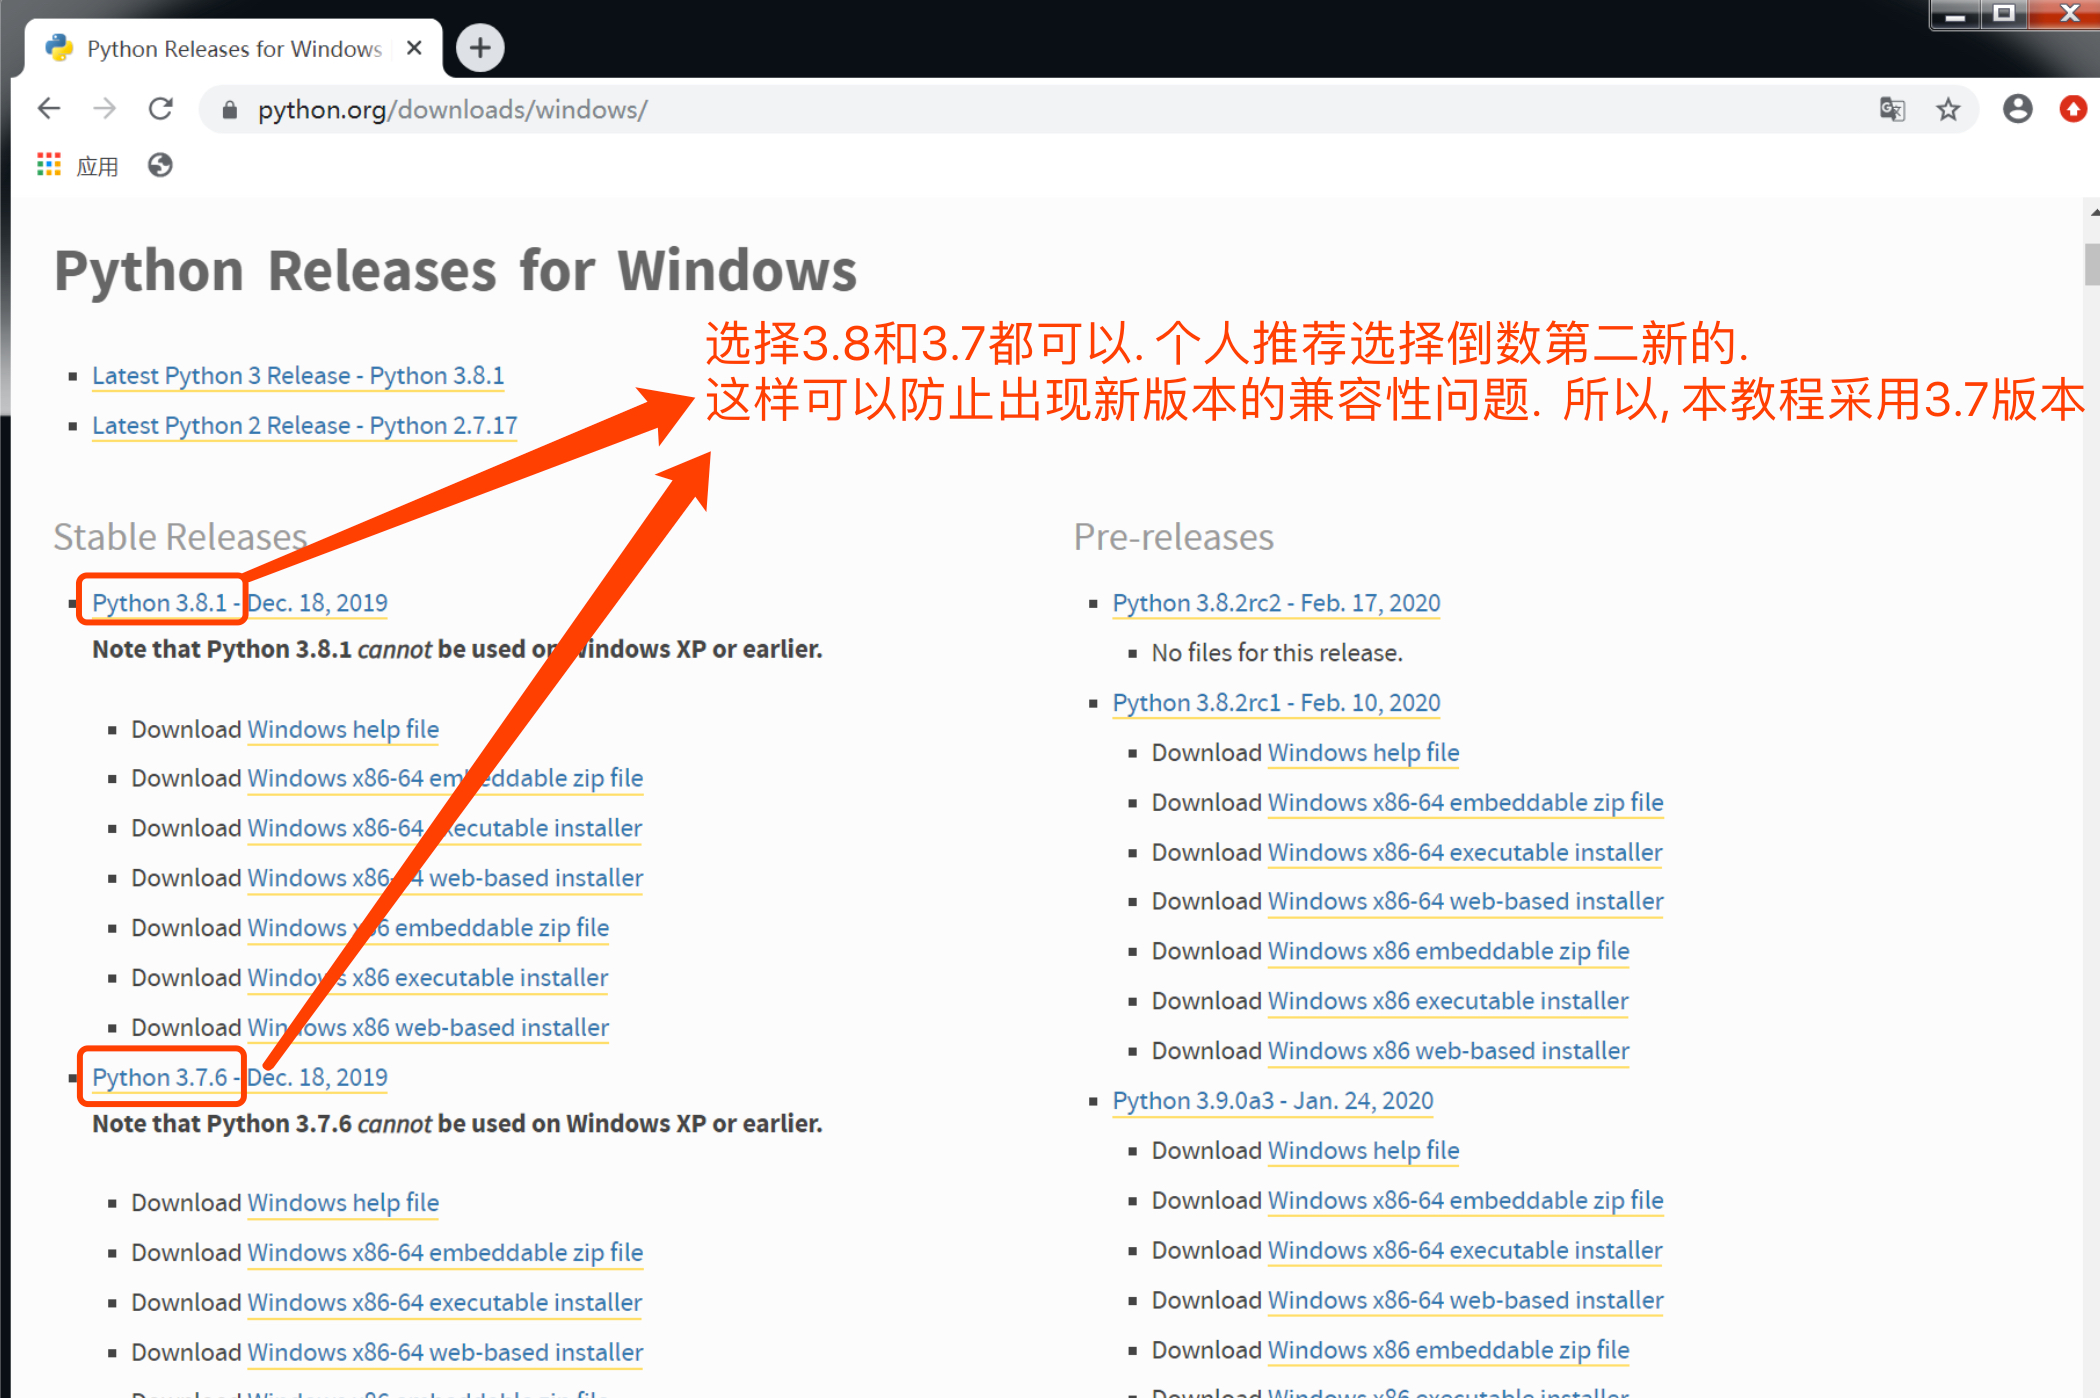 Python Releases for Windows
python.org/downloads/windows/
应用
Python Releases for Windows
选择3.8和3.7都可以. 个人推荐选择倒数第二新的.
这样可以防止出现新版本的兼容性问题. 所以, 本教程采用3.7版本
Latest Python 3 Release - Python 3.8.1
Latest Python 2 Release - Python 2.7.17
Stable Releases
Python 3.8.1 - Dec. 18, 2019
Note that Python 3.8.1 cannot be used on Windows XP or earlier.
Download Windows help file
Download Windows x86-64 embeddable zip file
Download Windows x86-64 executable installer
Download Windows x86-64 web-based installer
Download Windows x86 embeddable zip file
Download Windows x86 executable installer
Download Windows x86 web-based installer
Python 3.7.6 - Dec. 18, 2019
Note that Python 3.7.6 cannot be used on Windows XP or earlier.
Download Windows help file
Download Windows x86-64 embeddable zip file
Download Windows x86-64 executable installer
Download Windows x86-64 web-based installer
Download Windows x86 embeddable zip file
Pre-releases
Python 3.8.2rc2 - Feb. 17, 2020
No files for this release.
Python 3.8.2rc1 - Feb. 10, 2020
Download Windows help file
Download Windows x86-64 embeddable zip file
Download Windows x86-64 executable installer
Download Windows x86-64 web-based installer
Download Windows x86 embeddable zip file
Download Windows x86 executable installer
Download Windows x86 web-based installer
Python 3.9.0a3 - Jan. 24, 2020
Download Windows help file
Download Windows x86-64 embeddable zip file
Download Windows x86-64 executable installer
Download Windows x86-64 web-based installer
Download Windows x86 embeddable zip file
Download Windows x86 executable installer